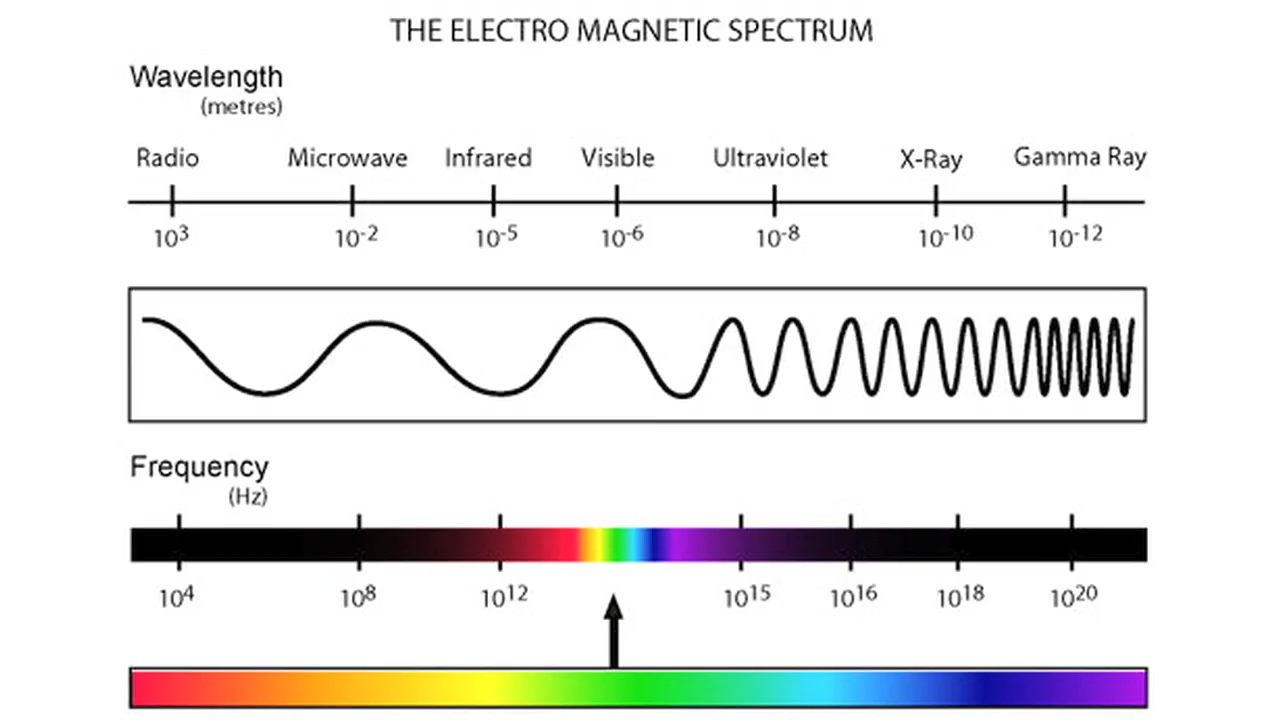 THE ELECTRO MAGNETIC SPECTRUM
Wavelength
(metres)
Radio Microwave Infrared Visible Ultraviolet X-Ray Gamma Ray
10³ 10⁻² 10⁻⁵ 10⁻⁶ 10⁻⁸ 10⁻¹⁰ 10⁻¹²
Frequency
(Hz)
10⁴ 10⁸ 10¹² 10¹⁵ 10¹⁶ 10¹⁸ 10²⁰